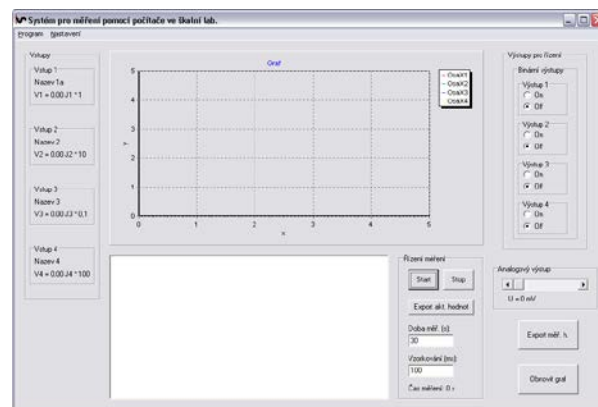 Systém pro měření pomocí počítače ve školní lab.
Program Nastavení
Vstupy
Vstup 1
Nazev 1a
V1 = 0.00 J1 * 1
Vstup 2
Nazev 2
V2 = 0.00 J2 * 10
Vstup 3
Nazev 3
V3 = 0.00 J3 * 0,1
Vstup 4
Nazev 4
V4 = 0.00 J4 * 100
Graf
5
4
3
2
1
0
y
0 1 2 3 4 5
x
OsaX1
OsaX2
OsaX3
OsaX4
Řízení měření
Start Stop
Export akt. hodnot
Doba měř. (s):
30
Vzorkování (ms):
100
Čas měření: 0 s
Výstupy pro řízení
Binární výstupy
Výstup 1
On
Off
Výstup 2
On
Off
Výstup 3
On
Off
Výstup 4
On
Off
Analogový výstup
U = 0 mV
Export měř. h.
Obnovit graf